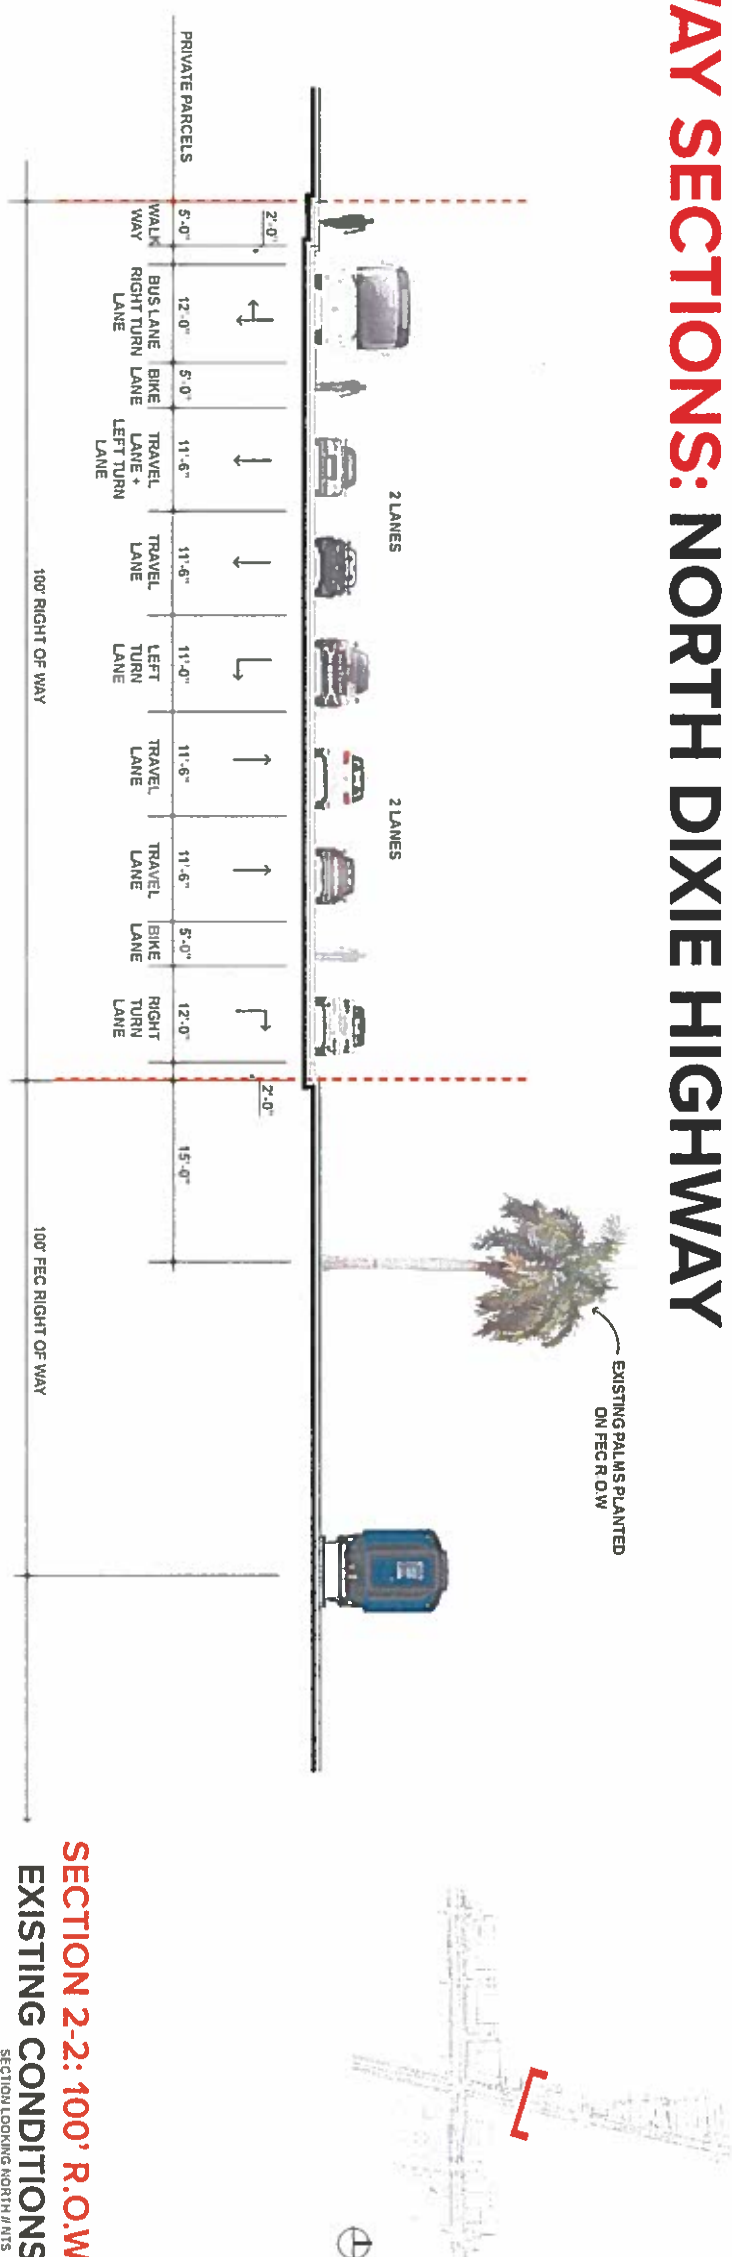 WAY SECTIONS: NORTH DIXIE HIGHWAY
EXISTING PALMS PLANTED
ON FEC R.O.W
2 LANES
2 LANES
2'-0"
2'-0"
PRIVATE PARCELS
5'-0"
12'-0"
5'-0"
11'-6"
11'-6"
11'-0"
11'-6"
11'-6"
5'-0"
12'-0"
15'-0"
WALK
WAY
BUS LANE
RIGHT TURN
LANE
BIKE
LANE
TRAVEL
LANE +
LEFT TURN
LANE
TRAVEL
LANE
LEFT
TURN
LANE
TRAVEL
LANE
TRAVEL
LANE
BIKE
LANE
RIGHT
TURN
LANE
100' RIGHT OF WAY
100' FEC RIGHT OF WAY
SECTION 2-2: 100' R.O.W
EXISTING CONDITIONS
SECTION LOOKING NORTH // NTS